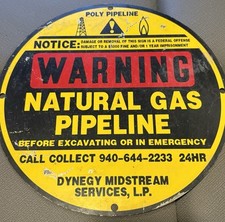 POLY PIPELINE
NOTICE:
DAMAGE OR REMOVAL OF THIS SIGN IS A FEDERAL OFFENSE
SUBJECT TO A $5000 FINE AND/OR 1 YEAR IMPRISONMENT
WARNING
NATURAL GAS
PIPELINE
BEFORE EXCAVATING OR IN EMERGENCY
CALL COLLECT 940-644-2233 24HR
DYNEGY MIDSTREAM
SERVICES, L.P.